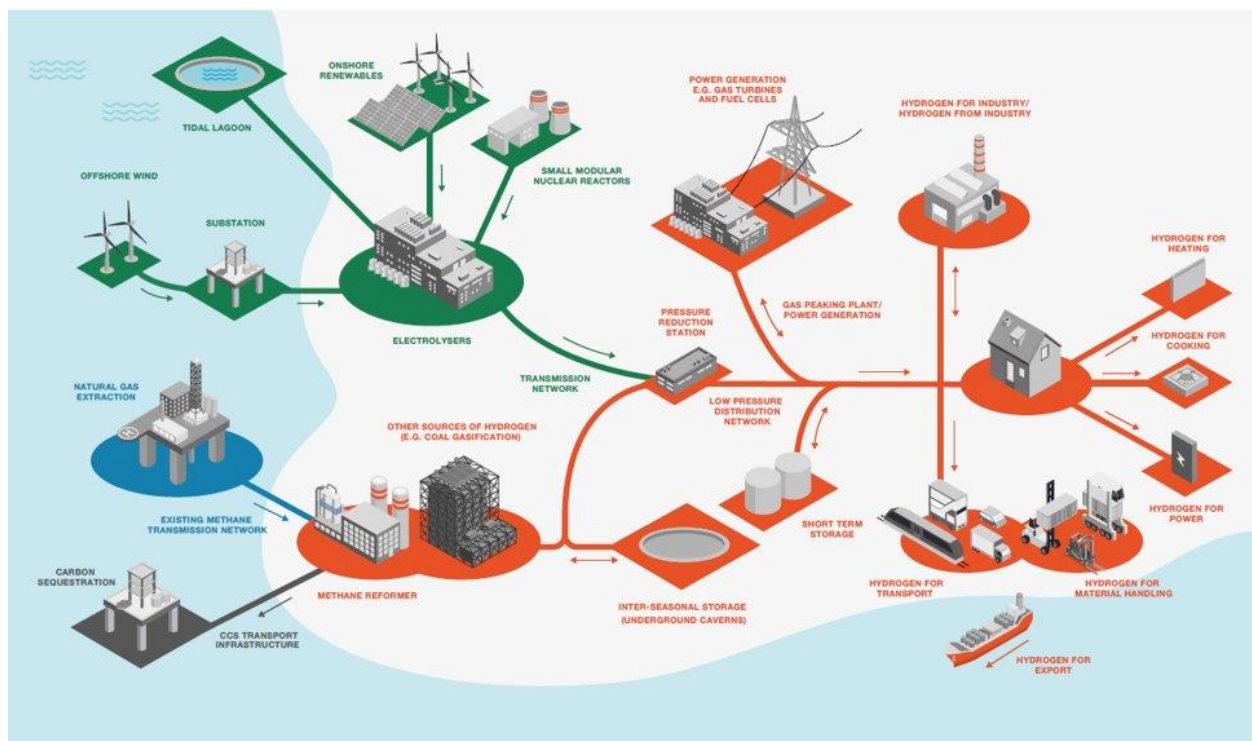 TIDAL LAGOON
ONSHORE
RENEWABLES
SMALL MODULAR
NUCLEAR REACTORS
OFFSHORE WIND
SUBSTATION
ELECTROLYSERS
TRANSMISSION
NETWORK
POWER GENERATION
E.G. GAS TURBINES
AND FUEL CELLS
HYDROGEN FOR INDUSTRY/
HYDROGEN FROM INDUSTRY
GAS PEAKING PLANT/
POWER GENERATION
PRESSURE
REDUCTION
STATION
LOW PRESSURE
DISTRIBUTION
NETWORK
HYDROGEN FOR
HEATING
HYDROGEN FOR
COOKING
HYDROGEN FOR
POWER
NATURAL GAS
EXTRACTION
H
EXISTING METHANE
TRANSMISSION NETWORK
OTHER SOURCES OF HYDROGEN
(E.G. COAL GASIFICATION)
METHANE REFORMER
CARBON
SEQUESTRATION
CCS TRANSPORT
INFRASTRUCTURE
SHORT TERM
STORAGE
INTER-SEASONAL STORAGE
(UNDERGROUND CAVERNS)
HYDROGEN FOR
TRANSPORT
HYDROGEN FOR
MATERIAL HANDLING
HYDROGEN FOR
EXPORT